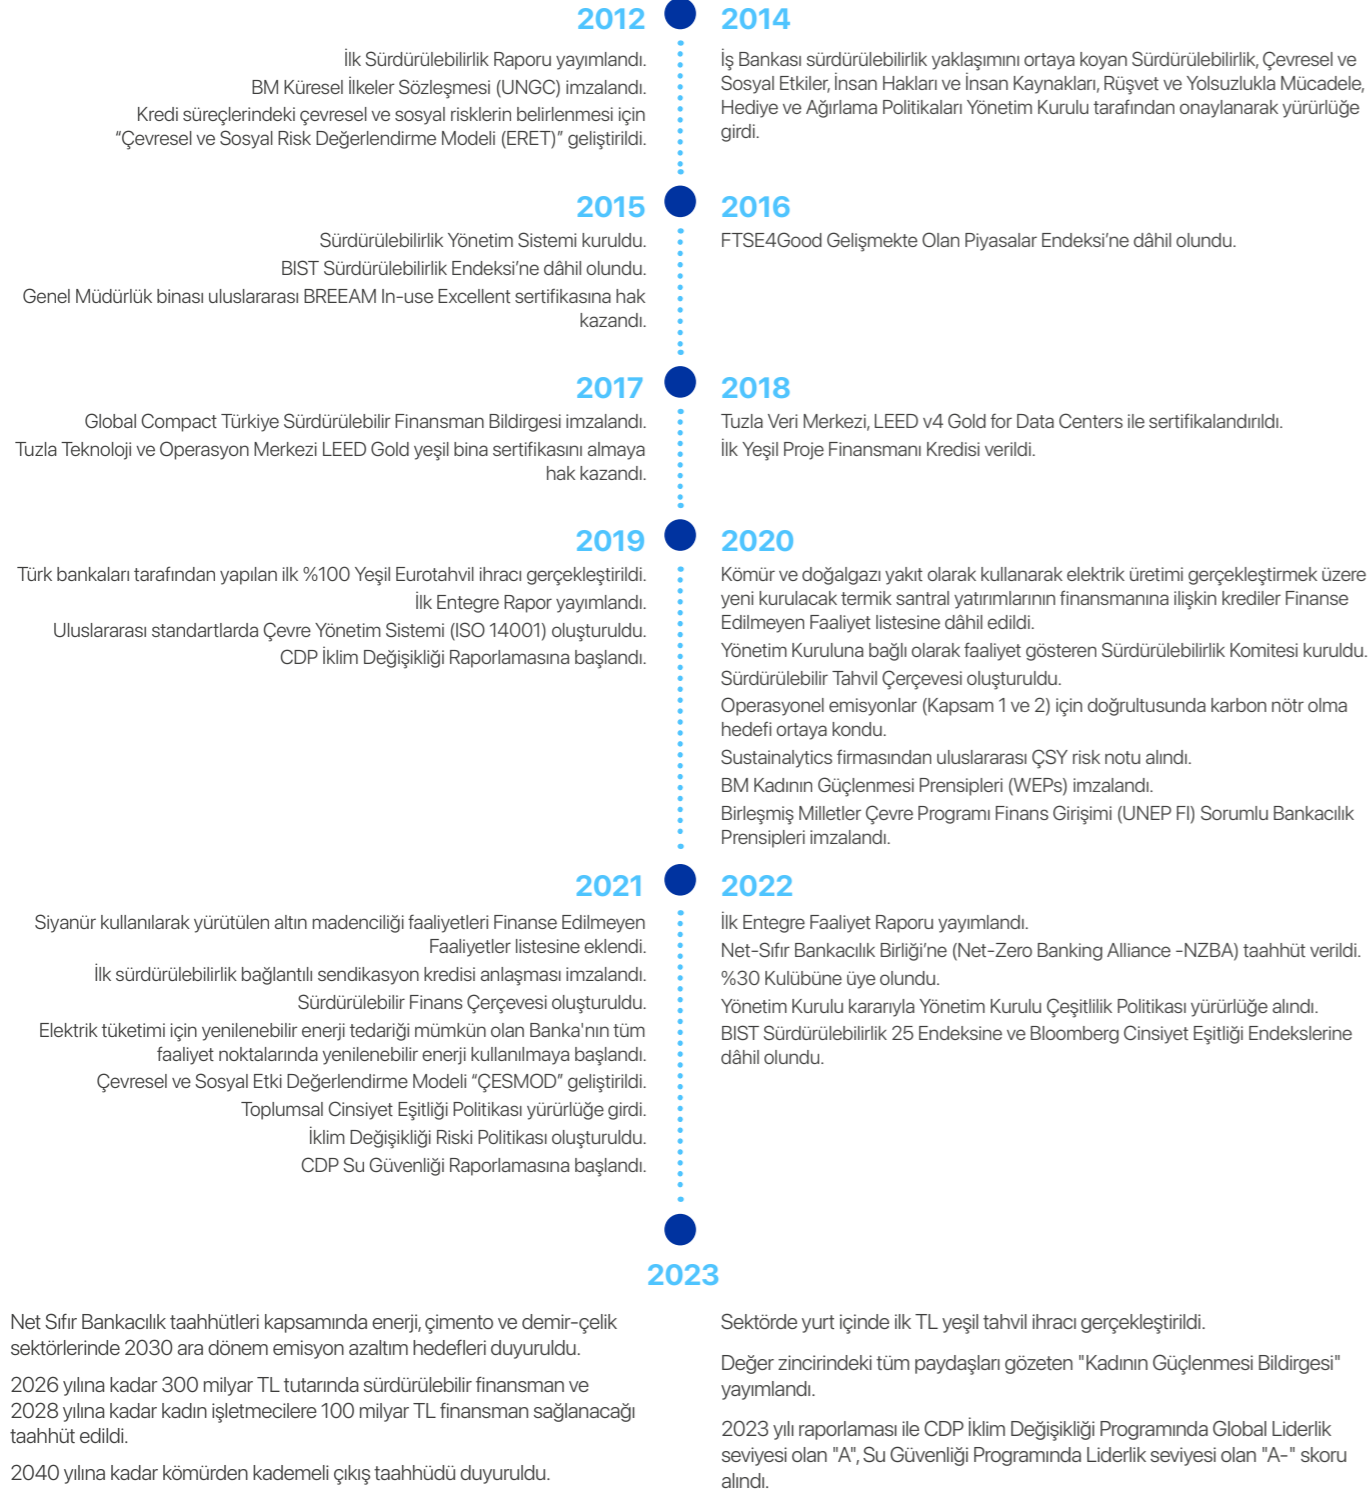 2012
İlk Sürdürülebilirlik Raporu yayımlandı.
BM Küresel İlkeler Sözleşmesi (UNGC) imzalandı.
Kredi süreçlerindeki çevresel ve sosyal risklerin belirlenmesi için
“Çevresel ve Sosyal Risk Değerlendirme Modeli (ERET)” geliştirildi.
2014
İş Bankası sürdürülebilirlik yaklaşımını ortaya koyan Sürdürülebilirlik, Çevresel ve
Sosyal Etkiler, İnsan Hakları ve İnsan Kaynakları, Rüşvet ve Yolsuzlukla Mücadele,
Hediye ve Ağırlama Politikaları Yönetim Kurulu tarafından onaylanarak yürürlüğe
girdi.
2015
Sürdürülebilirlik Yönetim Sistemi kuruldu.
BIST Sürdürülebilirlik Endeksi’ne dâhil olundu.
Genel Müdürlük binası uluslararası BREEAM In-use Excellent sertifikasına hak
kazandı.
2016
FTSE4Good Gelişmekte Olan Piyasalar Endeksi’ne dâhil olundu.
2017
Global Compact Türkiye Sürdürülebilir Finansman Bildirgesi imzalandı.
Tuzla Teknoloji ve Operasyon Merkezi LEED Gold yeşil bina sertifikasını almaya
hak kazandı.
2018
Tuzla Veri Merkezi, LEED v4 Gold for Data Centers ile sertifikalandırıldı.
İlk Yeşil Proje Finansmanı Kredisi verildi.
2019
Türk bankaları tarafından yapılan ilk %100 Yeşil Eurotahvil ihracı gerçekleştirildi.
İlk Entegre Rapor yayımlandı.
Uluslararası standartlarda Çevre Yönetim Sistemi (ISO 14001) oluşturuldu.
CDP İklim Değişikliği Raporlamasına başlandı.
2020
Kömür ve doğalgazı yakıt olarak kullanarak elektrik üretimi gerçekleştirmek üzere
yeni kurulacak termik santral yatırımlarının finansmanına ilişkin krediler Finanse
Edilmeyen Faaliyet listesine dâhil edildi.
Yönetim Kuruluna bağlı olarak faaliyet gösteren Sürdürülebilirlik Komitesi kuruldu.
Sürdürülebilir Tahvil Çerçevesi oluşturuldu.
Operasyonel emisyonlar (Kapsam 1 ve 2) için doğrultusunda karbon nötr olma
hedefi ortaya kondu.
Sustainalytics firmasından uluslararası ÇSY risk notu alındı.
BM Kadının Güçlenmesi Prensipleri (WEPs) imzalandı.
Birleşmiş Milletler Çevre Programı Finans Girişimi (UNEP FI) Sorumlu Bankacılık
Prensipleri imzalandı.
2021
Siyanür kullanılarak yürütülen altın madenciliği faaliyetleri Finanse Edilmeyen
Faaliyetler listesine eklendi.
İlk sürdürülebilirlik bağlantılı sendikasyon kredisi anlaşması imzalandı.
Sürdürülebilir Finans Çerçevesi oluşturuldu.
Elektrik tüketimi için yenilenebilir enerji tedariği mümkün olan Banka'nın tüm
faaliyet noktalarında yenilenebilir enerji kullanılmaya başlandı.
Çevresel ve Sosyal Etki Değerlendirme Modeli “ÇESMOD” geliştirildi.
Toplumsal Cinsiyet Eşitliği Politikası yürürlüğe girdi.
İklim Değişikliği Riski Politikası oluşturuldu.
CDP Su Güvenliği Raporlamasına başlandı.
2022
İlk Entegre Faaliyet Raporu yayımlandı.
Net-Sıfır Bankacılık Birliği’ne (Net-Zero Banking Alliance -NZBA) taahhüt verildi.
%30 Kulübüne üye olundu.
Yönetim Kurulu kararıyla Yönetim Kurulu Çeşitlilik Politikası yürürlüğe alındı.
BIST Sürdürülebilirlik 25 Endeksine ve Bloomberg Cinsiyet Eşitliği Endekslerine
dâhil olundu.
2023
Net Sıfır Bankacılık taahhütleri kapsamında enerji, çimento ve demir-çelik
sektörlerinde 2030 ara dönem emisyon azaltım hedefleri duyuruldu.
2026 yılına kadar 300 milyar TL tutarında sürdürülebilir finansman ve
2028 yılına kadar kadın işletmecilere 100 milyar TL finansman sağlanacağı
taahhüt edildi.
2040 yılına kadar kömürden kademeli çıkış taahhüdü duyuruldu.
Sektörde yurt içinde ilk TL yeşil tahvil ihracı gerçekleştirildi.
Değer zincirindeki tüm paydaşları gözeten "Kadının Güçlenmesi Bildirgesi"
yayımlandı.
2023 yılı raporlaması ile CDP İklim Değişikliği Programında Global Liderlik
seviyesi olan "A", Su Güvenliği Programında Liderlik seviyesi olan "A-" skoru
alındı.